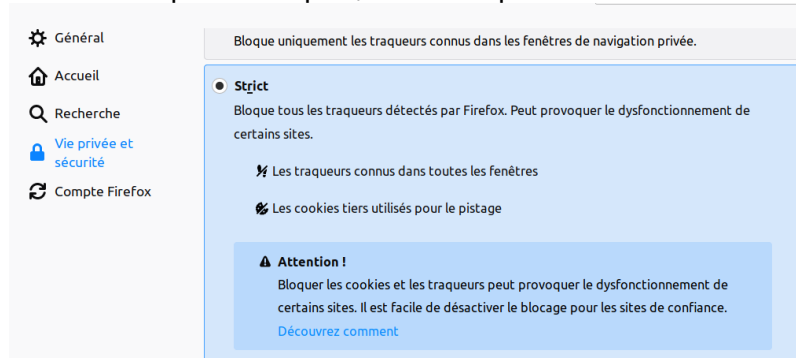 Général
Accueil
Recherche
Vie privée et
sécurité
Compte Firefox
Bloque uniquement les traqueurs connus dans les fenêtres de navigation privée.
Strict
Bloque tous les traqueurs détectés par Firefox. Peut provoquer le dysfonctionnement de
certains sites.
Les traqueurs connus dans toutes les fenêtres
Les cookies tiers utilisés pour le pistage
Attention !
Bloquer les cookies et les traqueurs peut provoquer le dysfonctionnement de
certains sites. Il est facile de désactiver le blocage pour les sites de confiance.
Découvrez comment